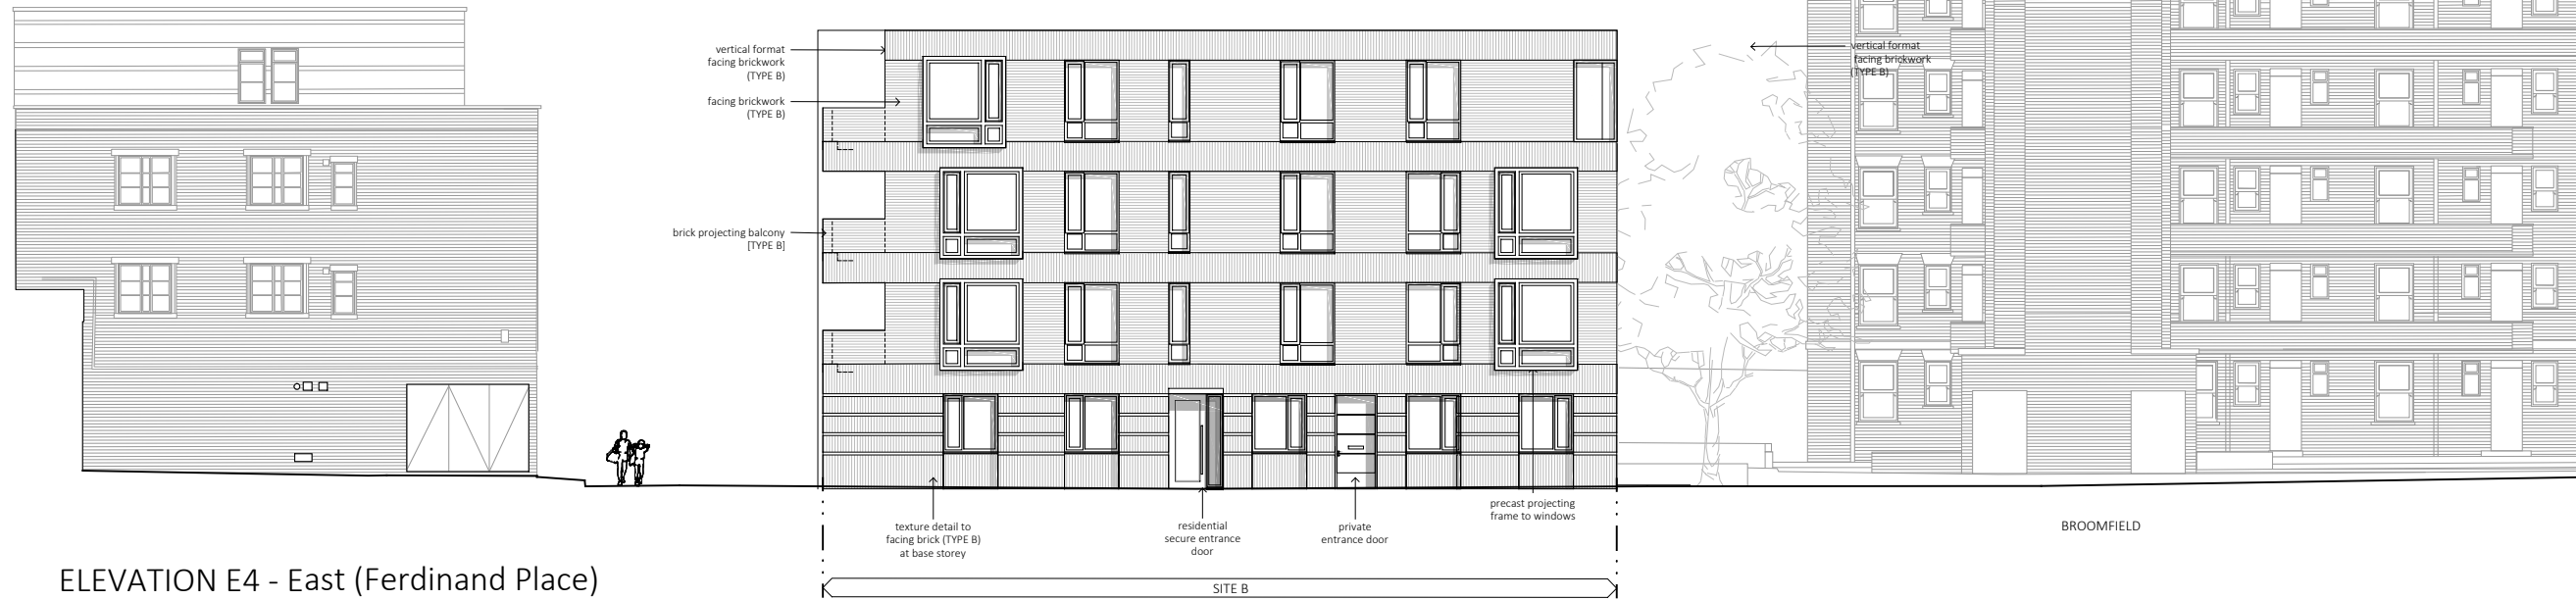 vertical format
facing brickwork
(TYPE B)
facing brickwork
(TYPE B)
brick projecting balcony
[TYPE B]
vertical format
facing brickwork
(TYPE B)
texture detail to
facing brick (TYPE B)
at base storey
residential
secure entrance
door
private
entrance door
precast projecting
frame to windows
BROOMFIELD
ELEVATION E4 - East (Ferdinand Place)
SITE B